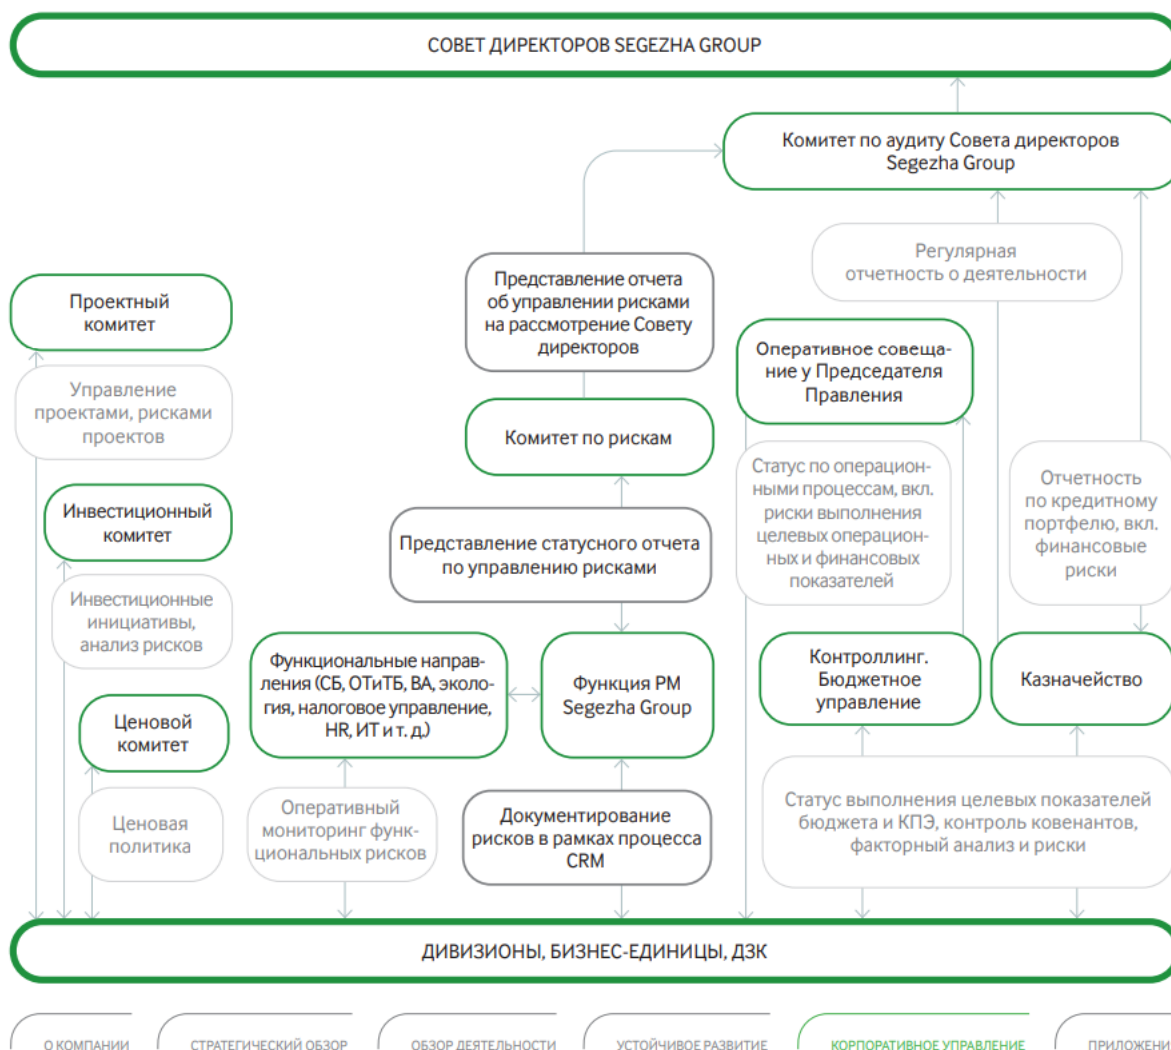 СОВЕТ ДИРЕКТОРОВ SEGEZHA GROUP
Комитет по аудиту Совета директоров
Segezha Group
Регулярная
отчетность о деятельности
Представление отчета
об управлении рисками
на рассмотрение Совету
директоров
Проектный
комитет
Оперативное совеща-
ние у Председателя
Правления
Управление
проектами, рисками
проектов
Комитет по рискам
Статус по операцион-
ными процессам, вкл.
риски выполнения
целевых операцион-
ных и финансовых
показателей
Отчетность
по кредитному
портфелю, вкл.
финансовые
риски
Инвестиционный
комитет
Представление статусного отчета
по управлению рисками
Инвестиционные
инициативы,
анализ рисков
Функциональные направ-
ления (СБ, ОТиТБ, ВА, эколо-
гия, налоговое управление,
HR, ИТ и т. д.)
Функция РМ
Segezha Group
Контроллинг.
Бюджетное
управление
Казначейство
Ценовой
комитет
Ценовая
политика
Оперативный
мониторинг функ-
циональных рисков
Документирование
рисков в рамках процесса
CRM
Статус выполнения целевых показателей
бюджета и КПЭ, контроль ковенантов,
факторный анализ и риски
ДИВИЗИОНЫ, БИЗНЕС-ЕДИНИЦЫ, ДЗК
О КОМПАНИИ
СТРАТЕГИЧЕСКИЙ ОБЗОР
ОБЗОР ДЕЯТЕЛЬНОСТИ
УСТОЙЧИВОЕ РАЗВИТИЕ
КОРПОРАТИВНОЕ УПРАВЛЕНИЕ
ПРИЛОЖЕНИ